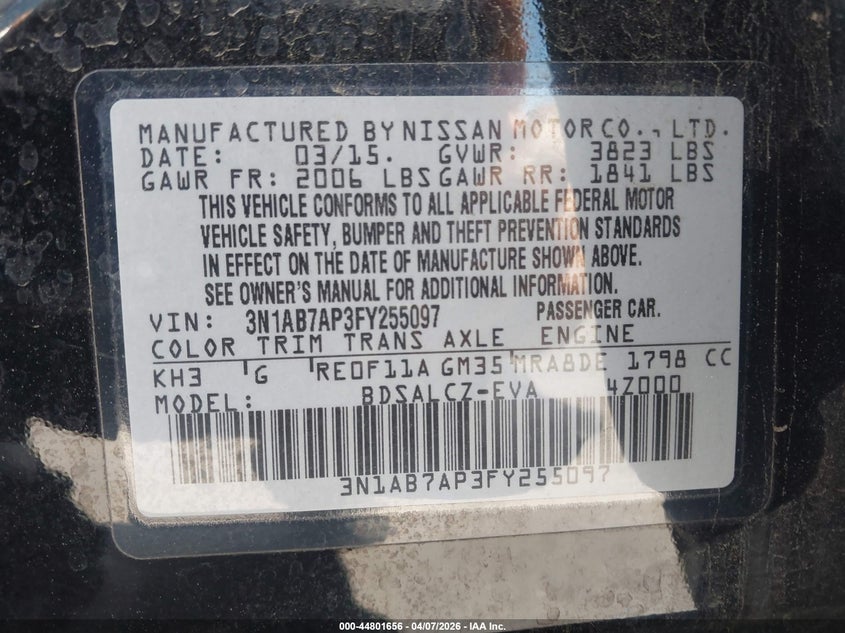 MANUFACTURED BY NISSAN MOTOR CO., LTD.
DATE: 03/15. GVWR: 3823 LBS
GAWR FR: 2006 LBS GAWR RR: 1841 LBS
THIS VEHICLE CONFORMS TO ALL APPLICABLE FEDERAL MOTOR
VEHICLE SAFETY, BUMPER AND THEFT PREVENTION STANDARDS
IN EFFECT ON THE DATE OF MANUFACTURE SHOWN ABOVE.
SEE OWNER'S MANUAL FOR ADDITIONAL INFORMATION.
VIN: 3N1AB7AP3FY255097 PASSENGER CAR.
COLOR TRIM TRANS AXLE ENGINE
KH3 G RE0F11A GM35 MRA8DE 1798 CC
MODEL: BDSALCZ-EVA 4Z000
3N1AB7AP3FY255097
000-44801656 - 04/07/2026 - IAA Inc.